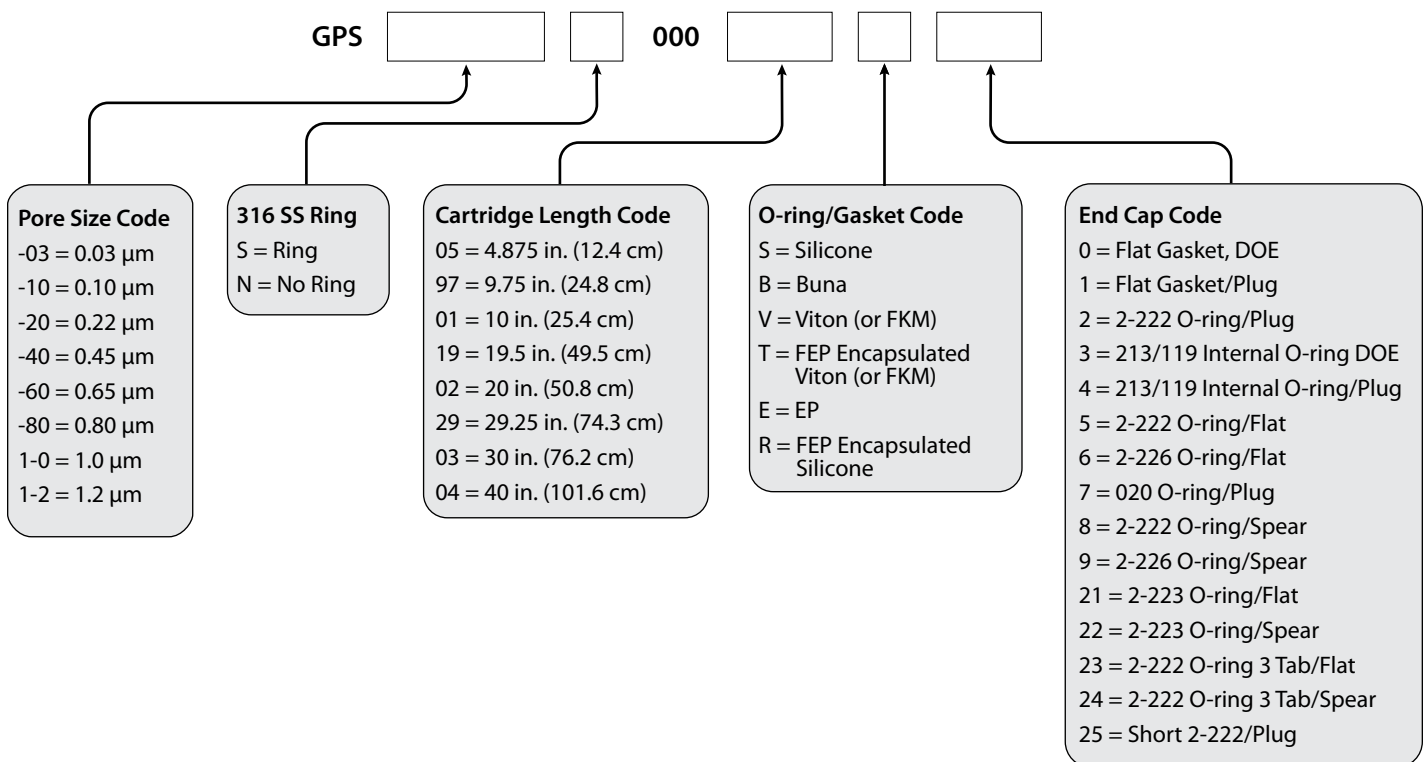 GPS 000
Pore Size Code
-03 = 0.03 µm
-10 = 0.10 µm
-20 = 0.22 µm
-40 = 0.45 µm
-60 = 0.65 µm
-80 = 0.80 µm
1-0 = 1.0 µm
1-2 = 1.2 µm
316 SS Ring
S = Ring
N = No Ring
Cartridge Length Code
05 = 4.875 in. (12.4 cm)
97 = 9.75 in. (24.8 cm)
01 = 10 in. (25.4 cm)
19 = 19.5 in. (49.5 cm)
02 = 20 in. (50.8 cm)
29 = 29.25 in. (74.3 cm)
03 = 30 in. (76.2 cm)
04 = 40 in. (101.6 cm)
O-ring/Gasket Code
S = Silicone
B = Buna
V = Viton (or FKM)
T = FEP Encapsulated
Viton (or FKM)
E = EP
R = FEP Encapsulated
Silicone
End Cap Code
0 = Flat Gasket, DOE
1 = Flat Gasket/Plug
2 = 2-222 O-ring/Plug
3 = 213/119 Internal O-ring DOE
4 = 213/119 Internal O-ring/Plug
5 = 2-222 O-ring/Flat
6 = 2-226 O-ring/Flat
7 = 020 O-ring/Plug
8 = 2-222 O-ring/Spear
9 = 2-226 O-ring/Spear
21 = 2-223 O-ring/Flat
22 = 2-223 O-ring/Spear
23 = 2-222 O-ring 3 Tab/Flat
24 = 2-222 O-ring 3 Tab/Spear
25 = Short 2-222/Plug